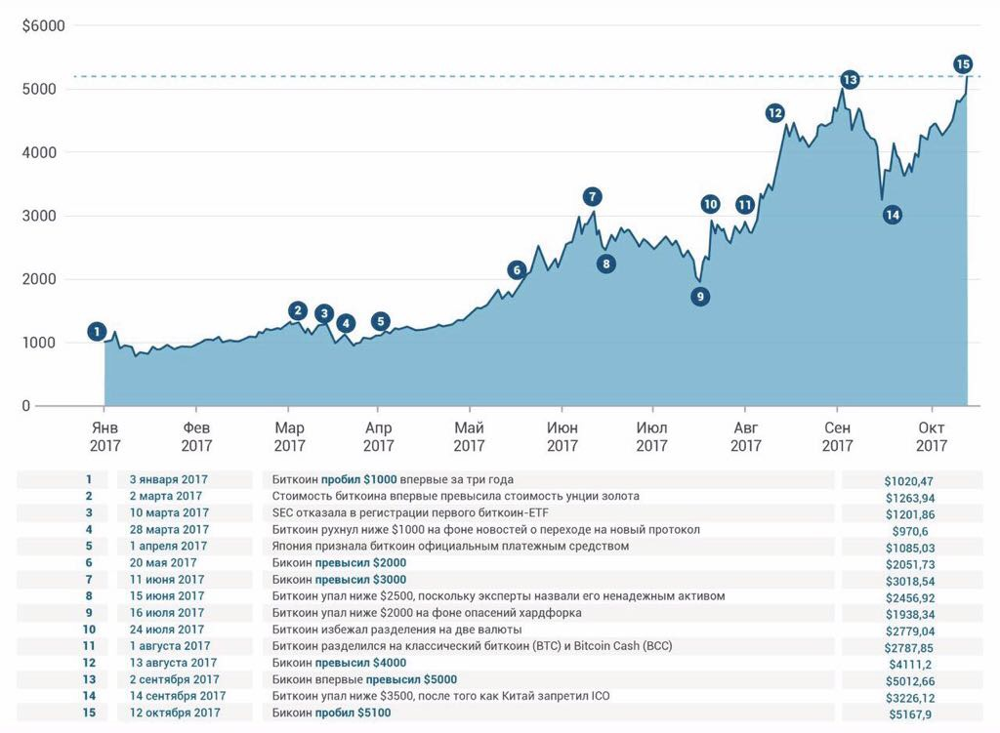 $6000
5000
4000
3000
2000
1000
0
1
2
3
4
5
6
7
8
9
10
11
12
13
14
15
Янв Фев Мар Апр Май Июн Июл Авг Сен Окт
2017 2017 2017 2017 2017 2017 2017 2017 2017 2017
1 3 января 2017 Биткоин пробил $1000 впервые за три года $1020,47
2 2 марта 2017 Стоимость биткоина впервые превысила стоимость унции золота $1263,94
3 10 марта 2017 SEC отказала в регистрации первого биткоин-ETF $1201,86
4 28 марта 2017 Биткоин рухнул ниже $1000 на фоне новостей о переходе на новый протокол $970,6
5 1 апреля 2017 Япония признала биткоин официальным платежным средством $1085,03
6 20 мая 2017 Бикоин превысил $2000 $2051,73
7 11 июня 2017 Бикоин превысил $3000 $3018,54
8 15 июня 2017 Биткоин упал ниже $2500, поскольку эксперты назвали его ненадежным активом $2456,92
9 16 июля 2017 Биткоин упал ниже $2000 на фоне опасений хардфорка $1938,34
10 24 июля 2017 Биткоин избежал разделения на две валюты $2779,04
11 1 августа 2017 Биткоин разделился на классический биткоин (BTC) и Bitcoin Cash (BCC) $2787,85
12 13 августа 2017 Бикоин превысил $4000 $4111,2
13 2 сентября 2017 Бикоин впервые превысил $5000 $5012,66
14 14 сентября 2017 Биткоин упал ниже $3500, после того как Китай запретил ICO $3226,12
15 12 октября 2017 Бикоин пробил $5100 $5167,9